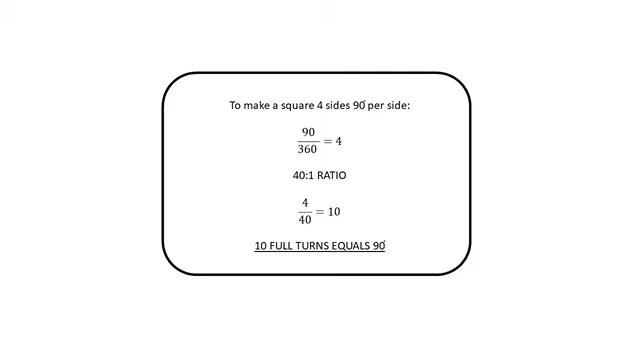 To make a square 4 sides 90° per side:
90/360 = 4
40:1 RATIO
4/40 = 10
10 FULL TURNS EQUALS 90°